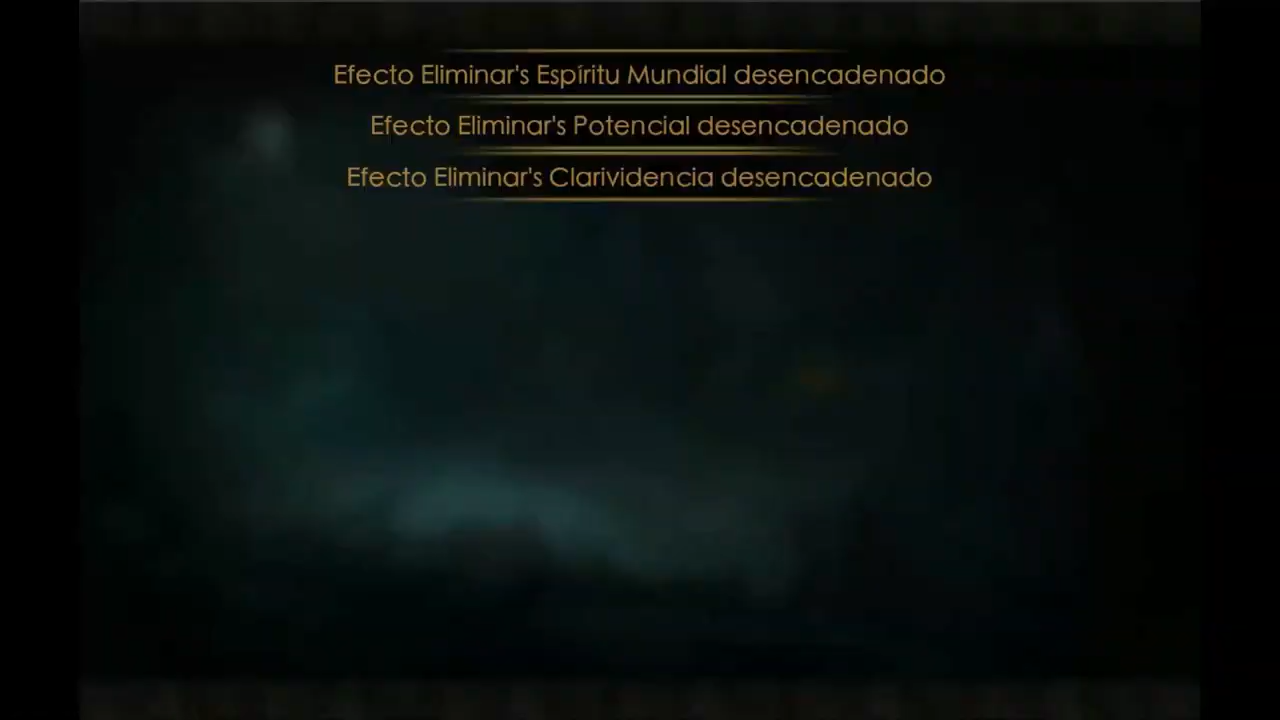 Efecto Eliminar's Espíritu Mundial desencadenado
Efecto Eliminar's Potencial desencadenado
Efecto Eliminar's Clarividencia desencadenado